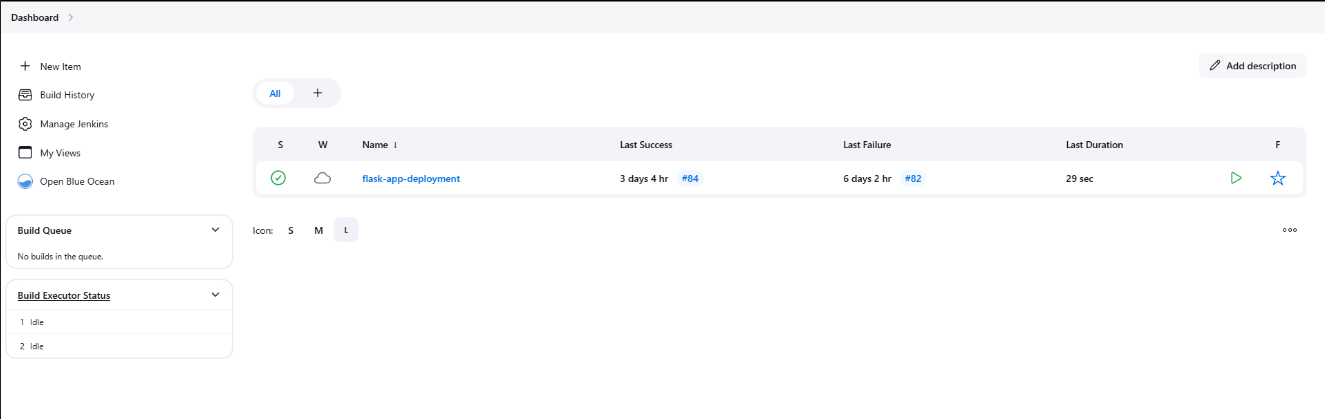 Dashboard
New Item
Build History
Manage Jenkins
My Views
Open Blue Ocean
Build Queue
No builds in the queue.
Build Executor Status
1 Idle
2 Idle
Add description
All +
S W Name ↓ Last Success Last Failure Last Duration F
flask-app-deployment 3 days 4 hr #84 6 days 2 hr #82 29 sec
Icon: S M L